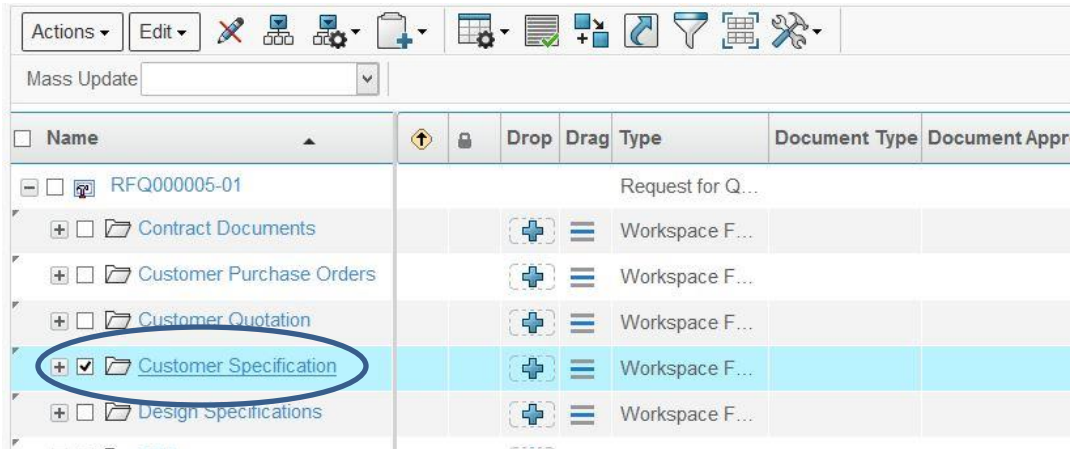 Actions Edit
Mass Update
Name Drop Drag Type Document Type Document Appr
RFQ000005-01 Request for Q...
Contract Documents Workspace F...
Customer Purchase Orders Workspace F...
Customer Quotation Workspace F...
Customer Specification Workspace F...
Design Specifications Workspace F...